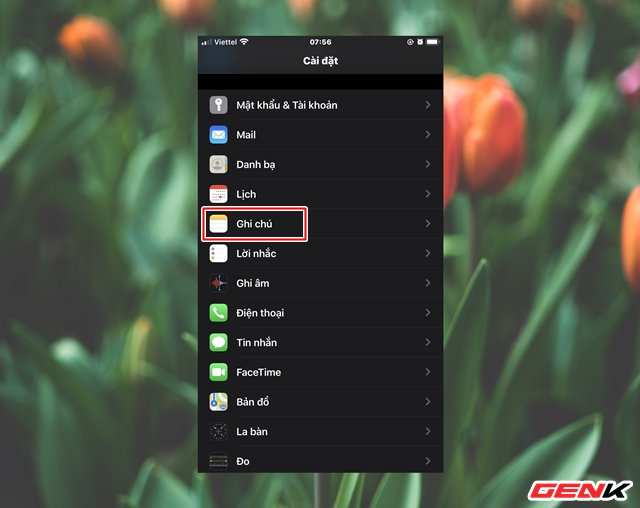 Viettel 07:56
Cài đặt
Mật khẩu & Tài khoản
Mail
Danh bạ
Lịch
Ghi chú
Lời nhắc
Ghi âm
Điện thoại
Tin nhắn
FaceTime
Bản đồ
La bàn
Đo
GENK